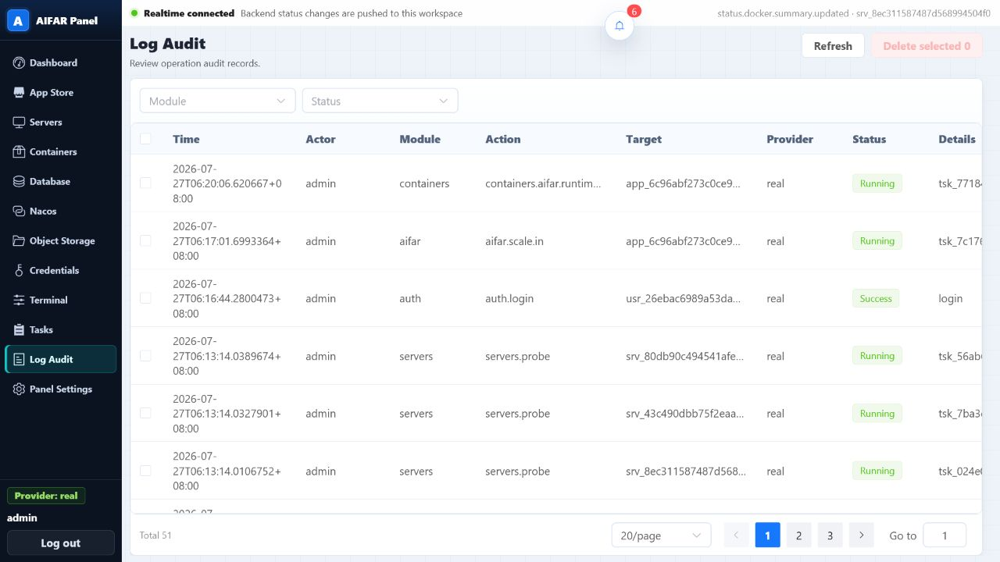 A AIFAR Panel
Realtime connected Backend status changes are pushed to this workspace
6
status.docker.summary.updated · srv_8ec311587487d568994504f0
Dashboard
App Store
Servers
Containers
Database
Nacos
Object Storage
Credentials
Terminal
Tasks
Log Audit
Panel Settings
Provider: real
admin
Log out
Log Audit
Review operation audit records.
Refresh
Delete selected 0
Module
Status
Time Actor Module Action Target Provider Status Details
2026-07-
27T06:20:06.620667+0
8:00
admin containers containers.aifar.runtim... app_6c96abf273c0ce9... real Running tsk_7718
2026-07-
27T06:17:01.6993364+
08:00
admin aifar aifar.scale.in app_6c96abf273c0ce9... real Running tsk_7c176
2026-07-
27T06:16:44.2800473+
08:00
admin auth auth.login usr_26ebac6989a53da... real Success login
2026-07-
27T06:13:14.0389674+
08:00
admin servers servers.probe srv_80db90c494541afe... real Running tsk_56ab
2026-07-
27T06:13:14.0327901+
08:00
admin servers servers.probe srv_43c490dbb75f2eaa... real Running tsk_7ba3
2026-07-
27T06:13:14.0106752+
08:00
admin servers servers.probe srv_8ec311587487d568... real Running tsk_024e
2026-07-
Total 51
20/page
1
2
3
Go to
1